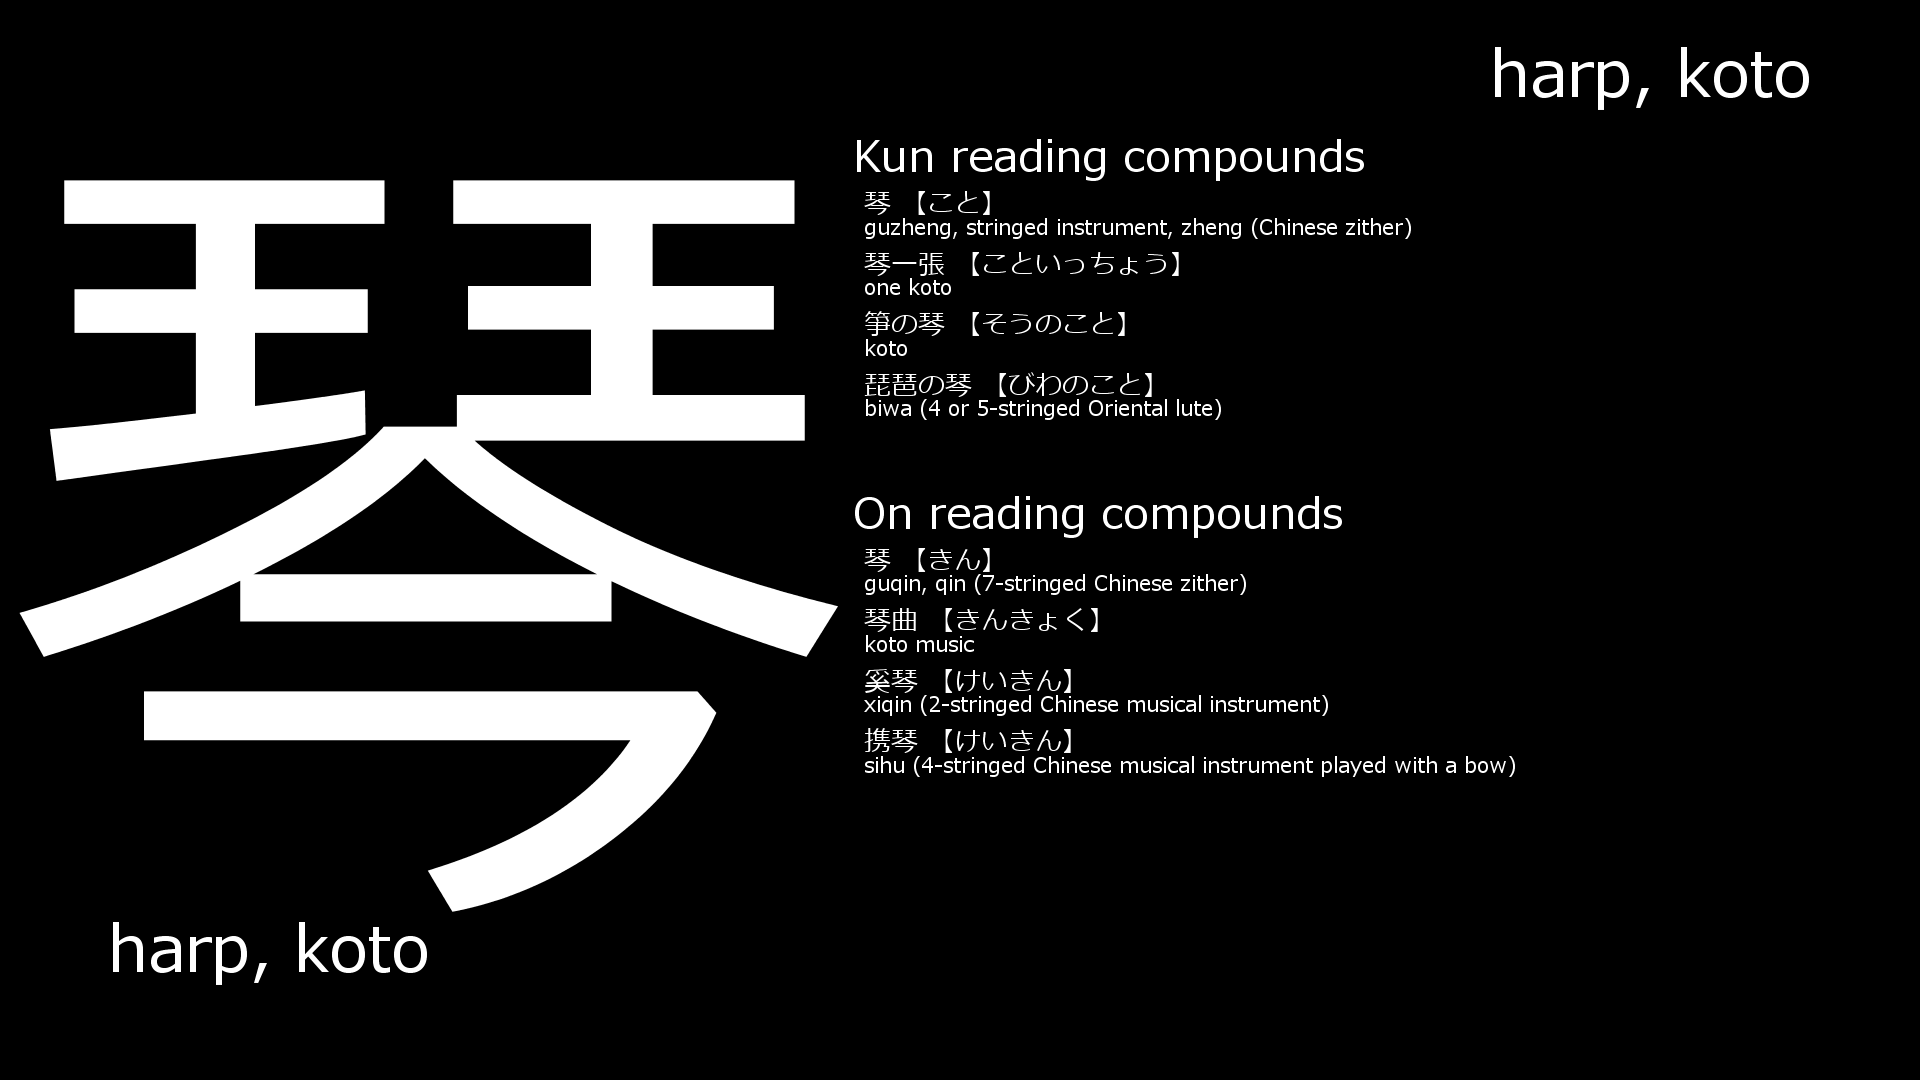 harp, koto
琴
Kun reading compounds
琴 【こと】
guzheng, stringed instrument, zheng (Chinese zither)
琴一張 【こといっちょう】
one koto
箏の琴 【そうのこと】
koto
琵琶の琴 【びわのこと】
biwa (4 or 5-stringed Oriental lute)
On reading compounds
琴 【きん】
guqin, qin (7-stringed Chinese zither)
琴曲 【きんきょく】
koto music
奚琴 【けいきん】
xiqin (2-stringed Chinese musical instrument)
携琴 【けいきん】
sihu (4-stringed Chinese musical instrument played with a bow)
harp, koto